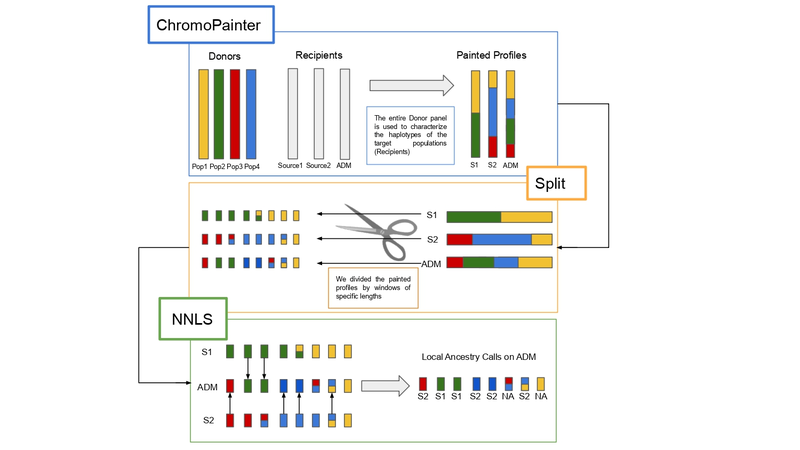 ChromoPainter
Donors
Recipients
Painted Profiles
The entire Donor panel
is used to characterize
the haplotypes of the
target populations
(Recipients)
Pop1 Pop2 Pop3 Pop4
Source1 Source2 ADM
S1 S2 ADM
Split
S1
S2
ADM
We divided the painted
profiles by windows of
specific lengths
NNLS
S1
ADM
S2
Local Ancestry Calls on ADM
S2 S1 S1 S2 S2 NA S2 NA